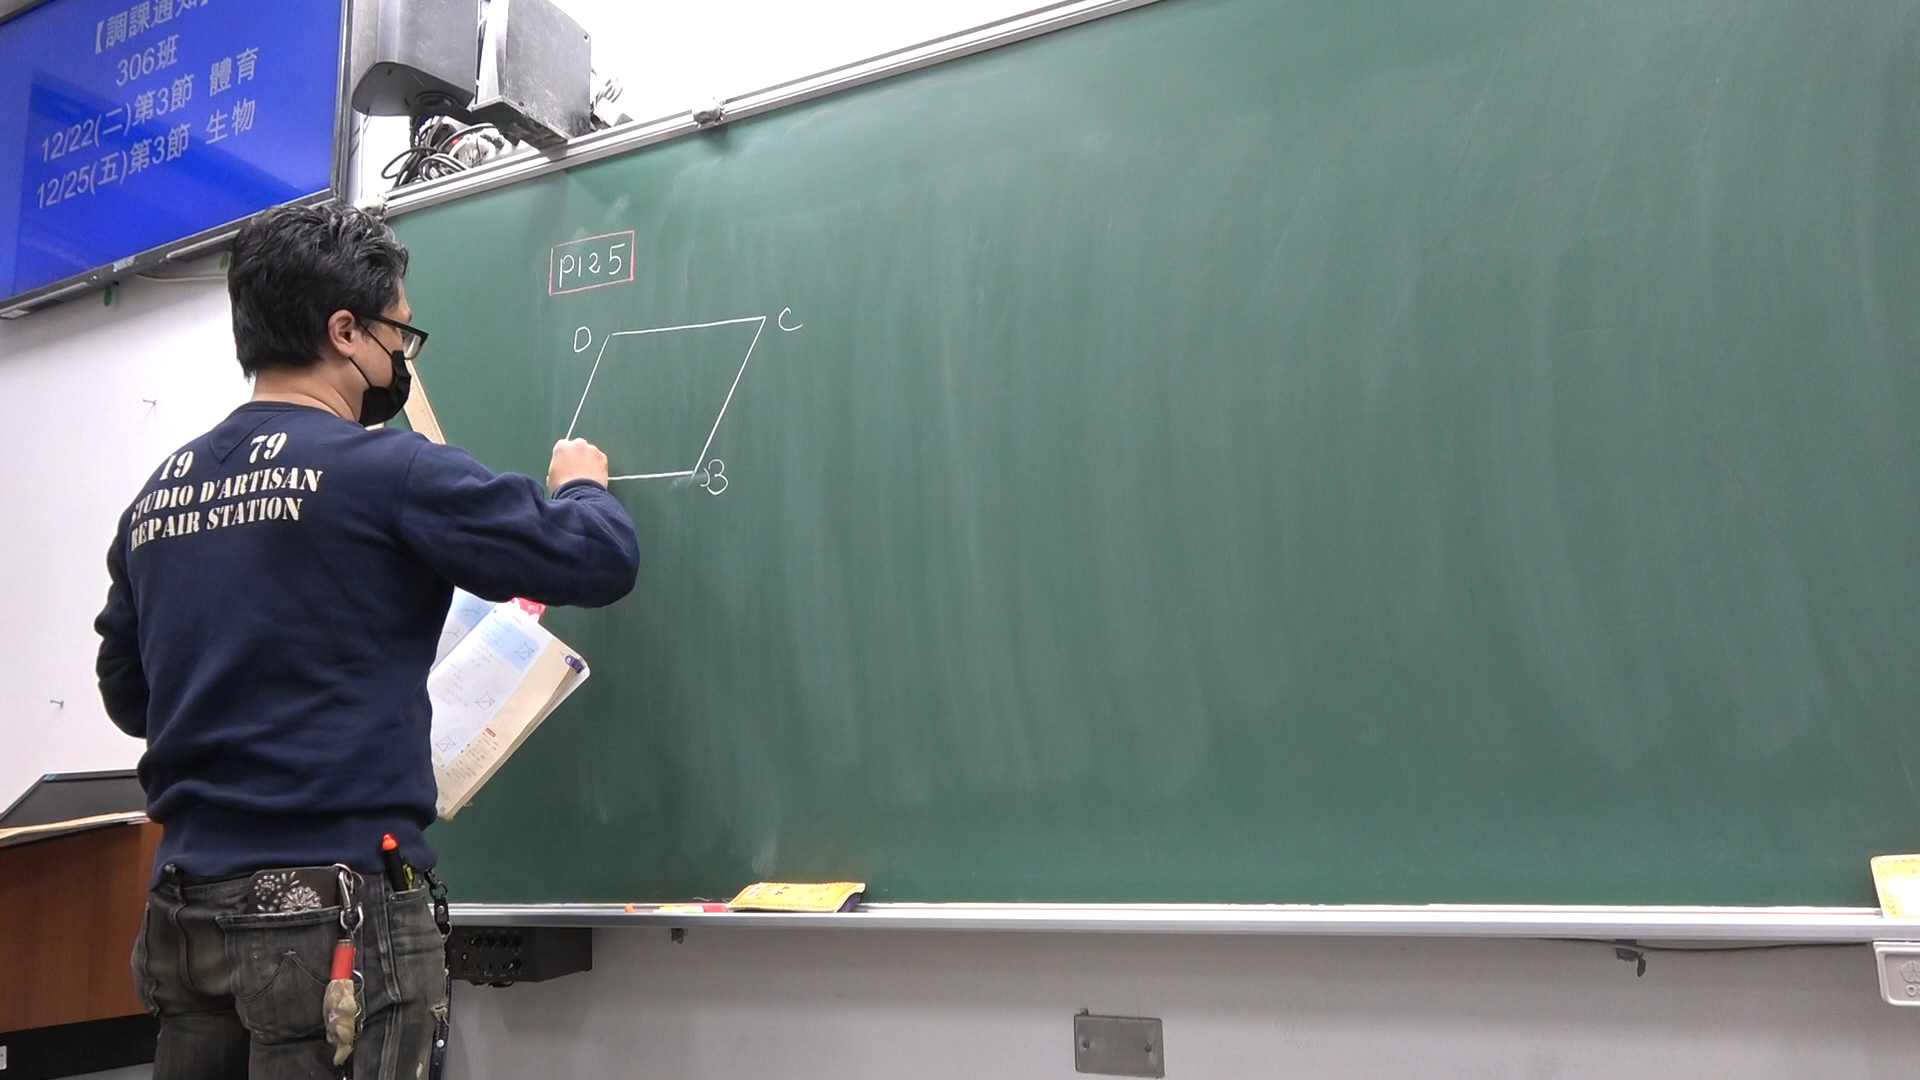 【調課通知】
306班
12/22(二)第3節 體育
12/25(五)第3節 生物
P125
D
C
B
19 79
STUDIO D'ARTISAN
REPAIR STATION